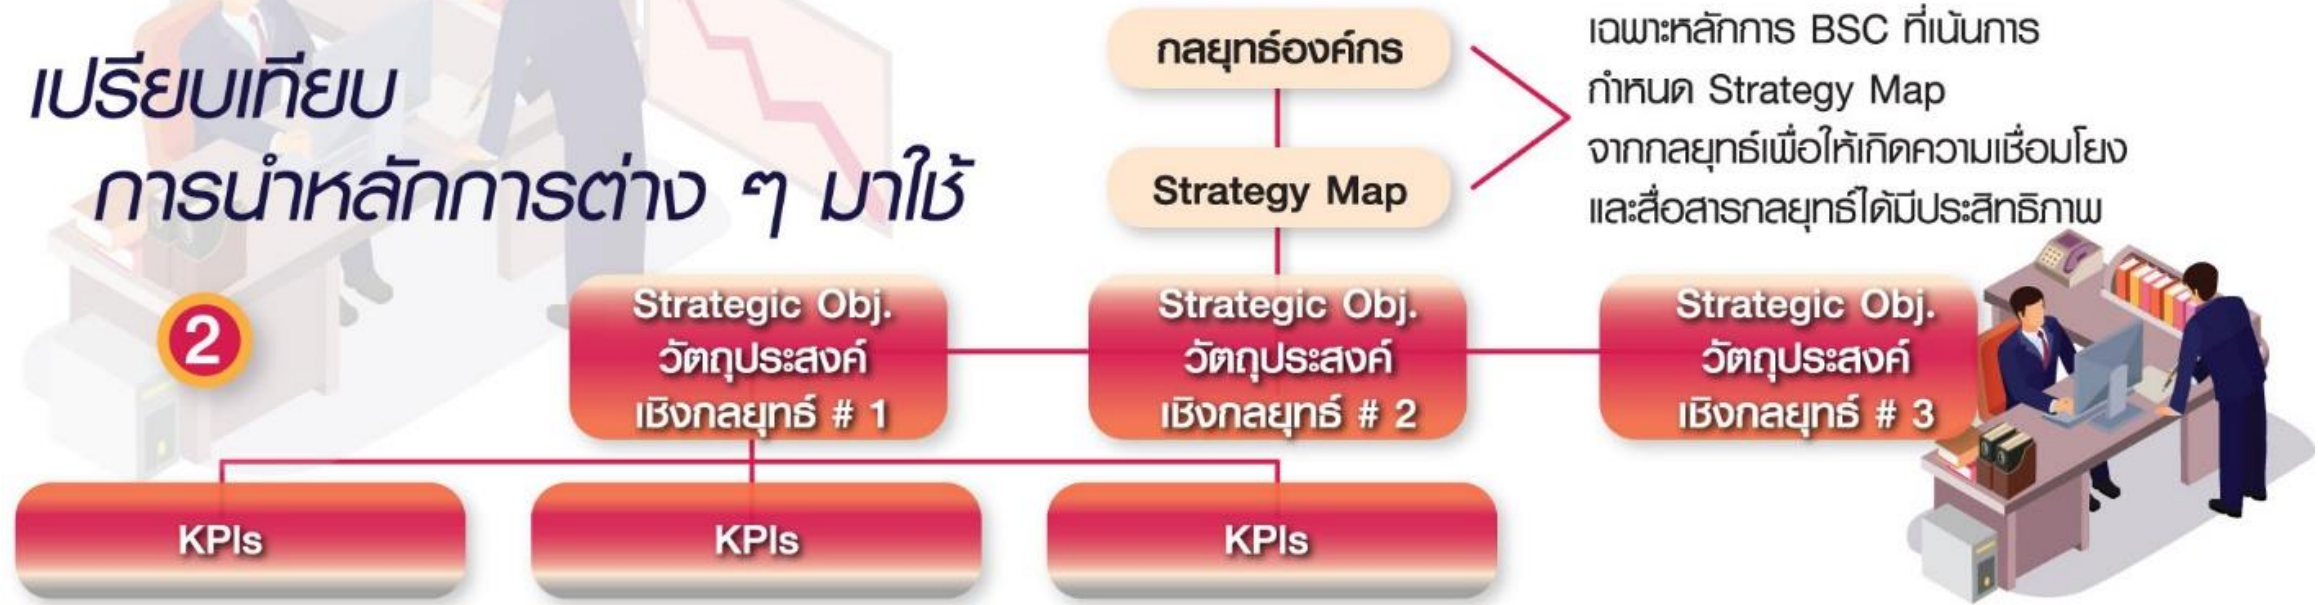 เปรียบเทียบ
การนำหลักการต่าง ๆ มาใช้
2
กลยุทธ์องค์กร
Strategy Map
เฉพาะหลักการ BSC ที่เน้นการ
กำหนด Strategy Map
จากกลยุทธ์เพื่อให้เกิดความเชื่อมโยง
และสื่อสารกลยุทธ์ได้มีประสิทธิภาพ
Strategic Obj.
วัตถุประสงค์
เชิงกลยุทธ์ # 1
Strategic Obj.
วัตถุประสงค์
เชิงกลยุทธ์ # 2
Strategic Obj.
วัตถุประสงค์
เชิงกลยุทธ์ # 3
KPIs
KPIs
KPIs